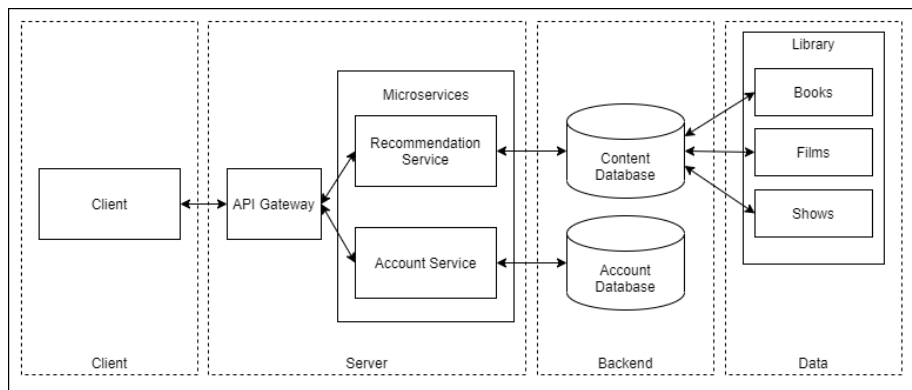 Library
Microservices
Books
Recommendation
Service
Films
Content
Database
Client
API Gateway
Shows
Account Service
Account
Database
Client
Server
Backend
Data